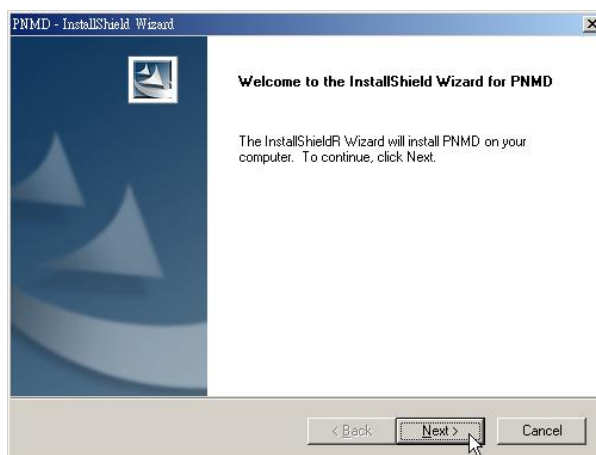 PNMD - InstallShield Wizard
Welcome to the InstallShield Wizard for PNMD
The InstallShieldR Wizard will install PNMD on your
computer. To continue, click Next.
< Back
Next >
Cancel